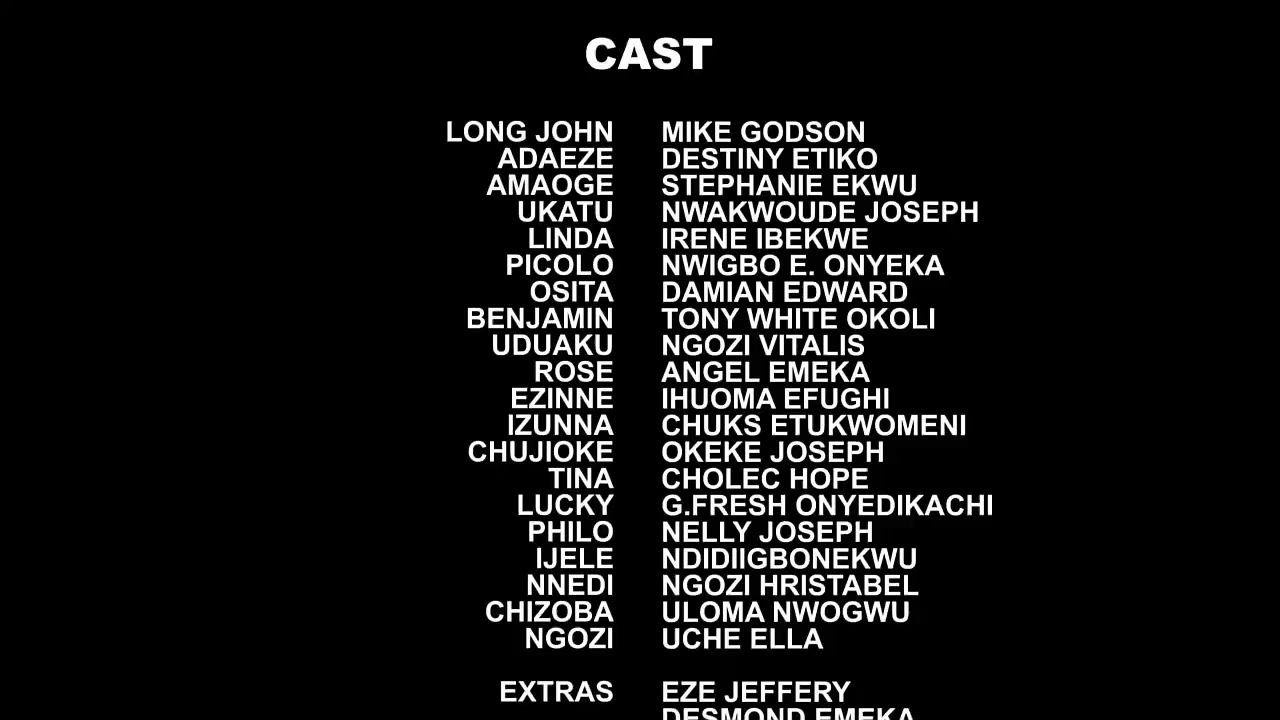 CAST
LONG JOHN MIKE GODSON
ADAEZE DESTINY ETIKO
AMAOGE STEPHANIE EKWU
UKATU NWAKWOUDE JOSEPH
LINDA IRENE IBEKWE
PICOLO NWIGBO E. ONYEKA
OSITA DAMIAN EDWARD
BENJAMIN TONY WHITE OKOLI
UDUAKU NGOZI VITALIS
ROSE ANGEL EMEKA
EZINNE IHUOMA EFUGHI
IZUNNA CHUKS ETUKWOMENI
CHUJIOKE OKEKE JOSEPH
TINA CHOLEC HOPE
LUCKY G.FRESH ONYEDIKACHI
PHILO NELLY JOSEPH
IJELE NDIDIIGBONEKWU
NNEDI NGOZI HRISTABEL
CHIZOBA ULOMA NWOGWU
NGOZI UCHE ELLA
EXTRAS EZE JEFFERY
DESMOND EMEKA